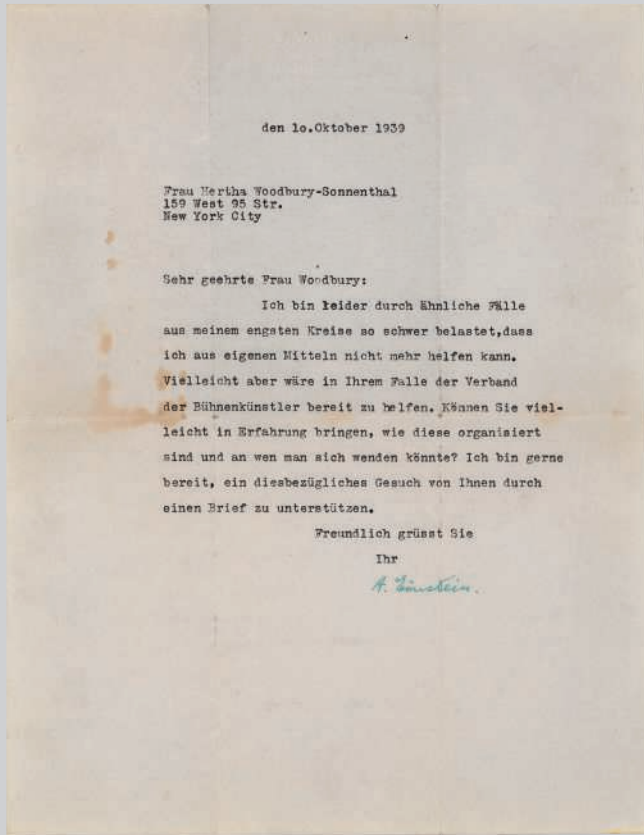 den 1o.Oktober 1939
Frau Hertha Woodbury-Sonnenthal
159 West 95 Str.
New York City
Sehr geehrte Frau Woodbury:
Ich bin leider durch ähnliche Fälle
aus meinem engsten Kreise so schwer belastet,dass
ich aus eigenen Mitteln nicht mehr helfen kann.
Vielleicht aber wäre in Ihrem Falle der Verband
der Bühnenkünstler bereit zu helfen. Können Sie viel-
leicht in Erfahrung bringen, wie diese organisiert
sind und an wen man sich wenden könnte? Ich bin gerne
bereit, ein diesbezügliches Gesuch von Ihnen durch
einen Brief zu unterstützen.
Freundlich grüsst Sie
Ihr
A. Einstein.